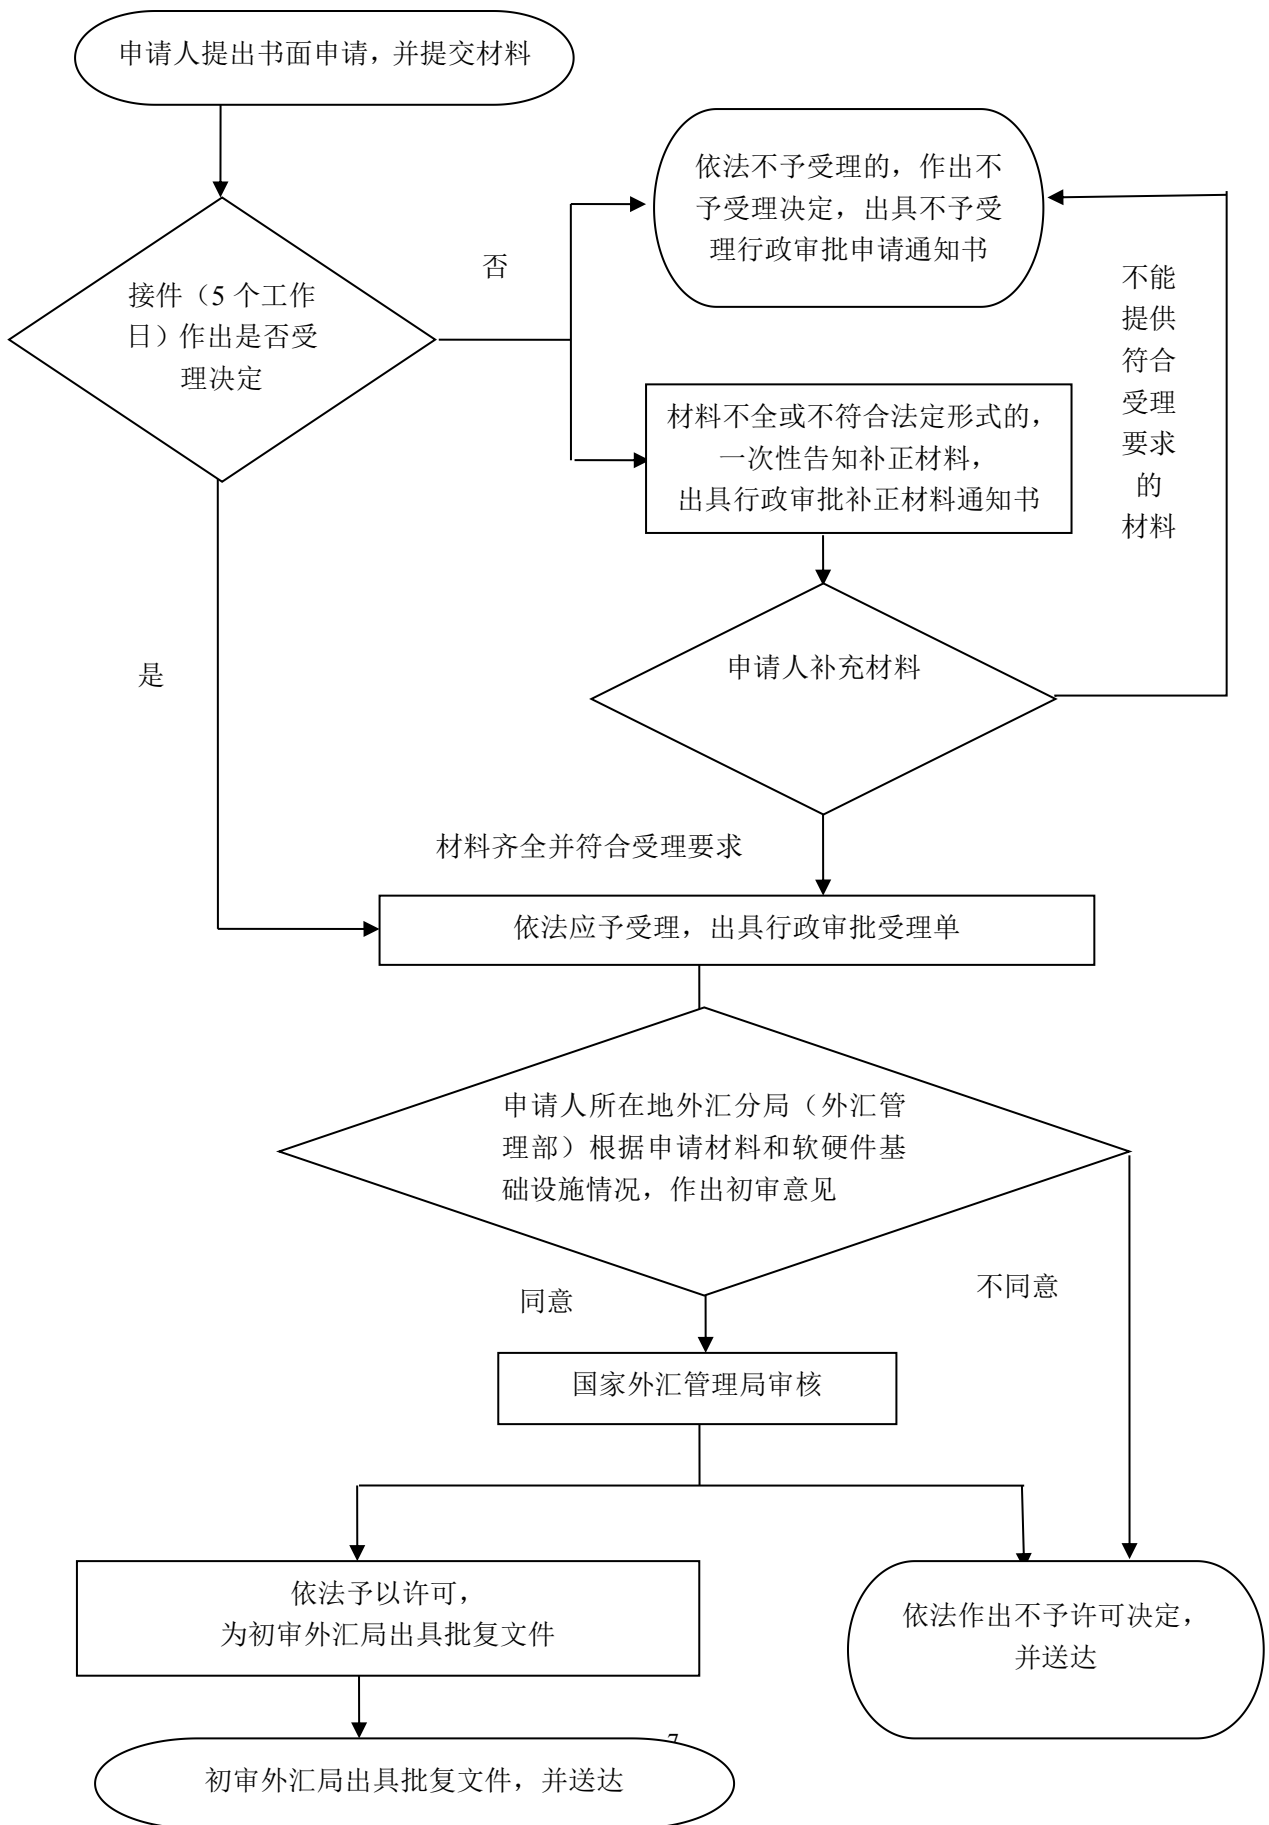 申请人提出书面申请，并提交材料
依法不予受理的，作出不
予受理决定，出具不予受
理行政审批申请通知书
否
接件（5 个工作
日）作出是否受
理决定
不能
提供
符合
受理
要求
的
材料
材料不全或不符合法定形式的，
一次性告知补正材料，
出具行政审批补正材料通知书
是
申请人补充材料
材料齐全并符合受理要求
依法应予受理，出具行政审批受理单
申请人所在地外汇分局（外汇管
理部）根据申请材料和软硬件基
础设施情况，作出初审意见
同意
不同意
国家外汇管理局审核
依法予以许可，
为初审外汇局出具批复文件
依法作出不予许可决定，
并送达
7
初审外汇局出具批复文件，并送达